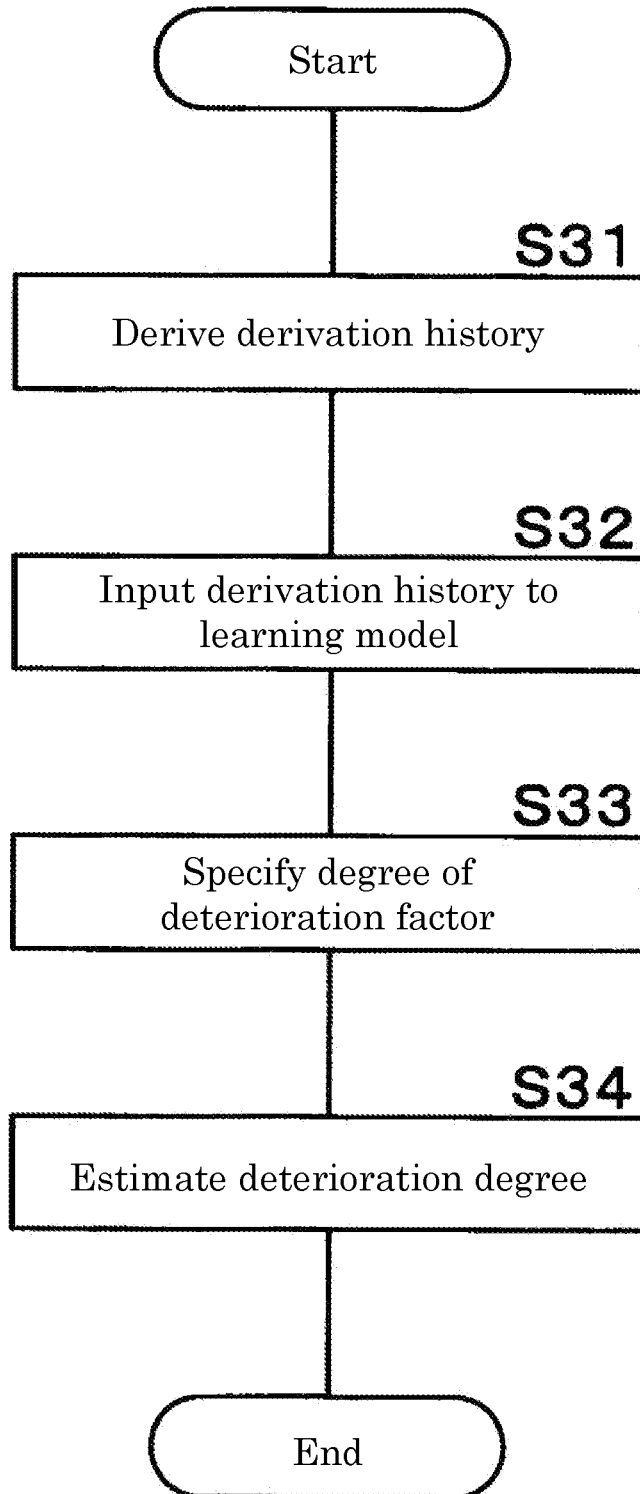 Start
S31
Derive derivation history
S32
Input derivation history to
learning model
S33
Specify degree of
deterioration factor
S34
Estimate deterioration degree
End